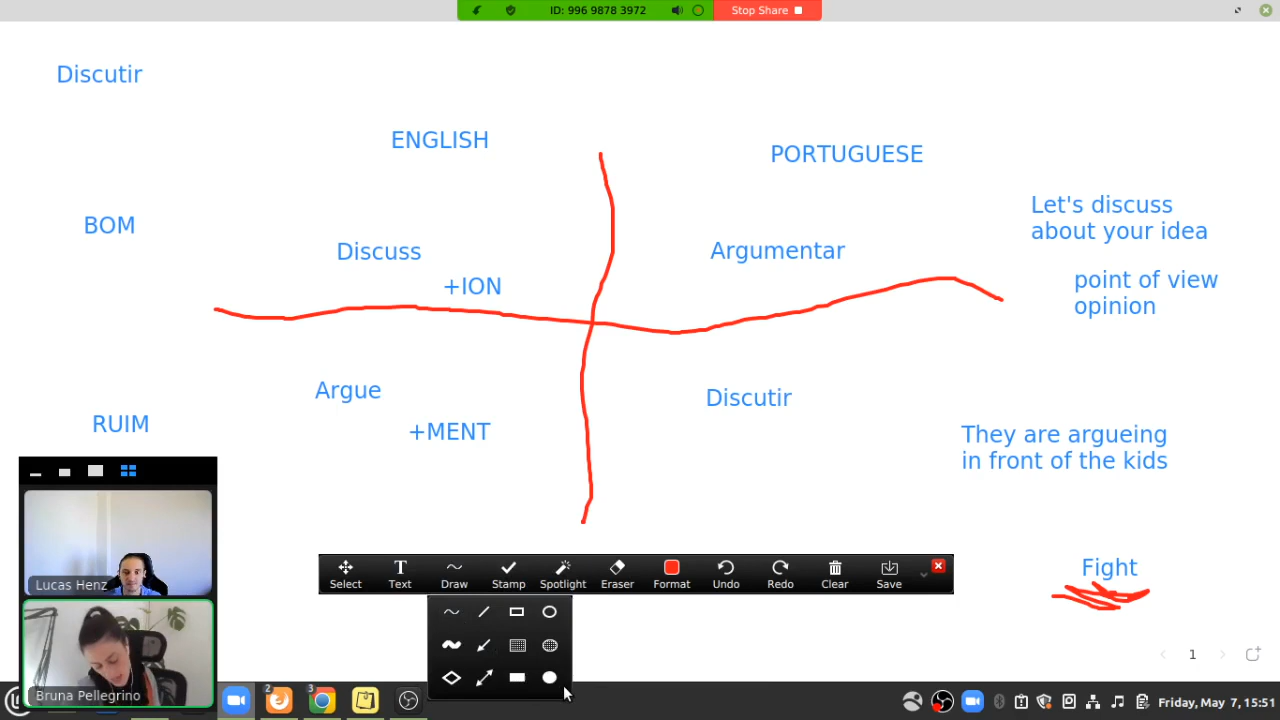 ID: 996 9878 3972
Stop Share
Discutir
ENGLISH
PORTUGUESE
BOM
Discuss
+ION
Argumentar
Let's discuss
about your idea
point of view
opinion
Argue
+MENT
Discutir
RUIM
They are argueing
in front of the kids
Fight
Lucas Henz
Bruna Pellegrino
Select
Text
Draw
Stamp
Spotlight
Eraser
Format
Undo
Redo
Clear
Save
1
2
3
Friday, May 7, 15:51